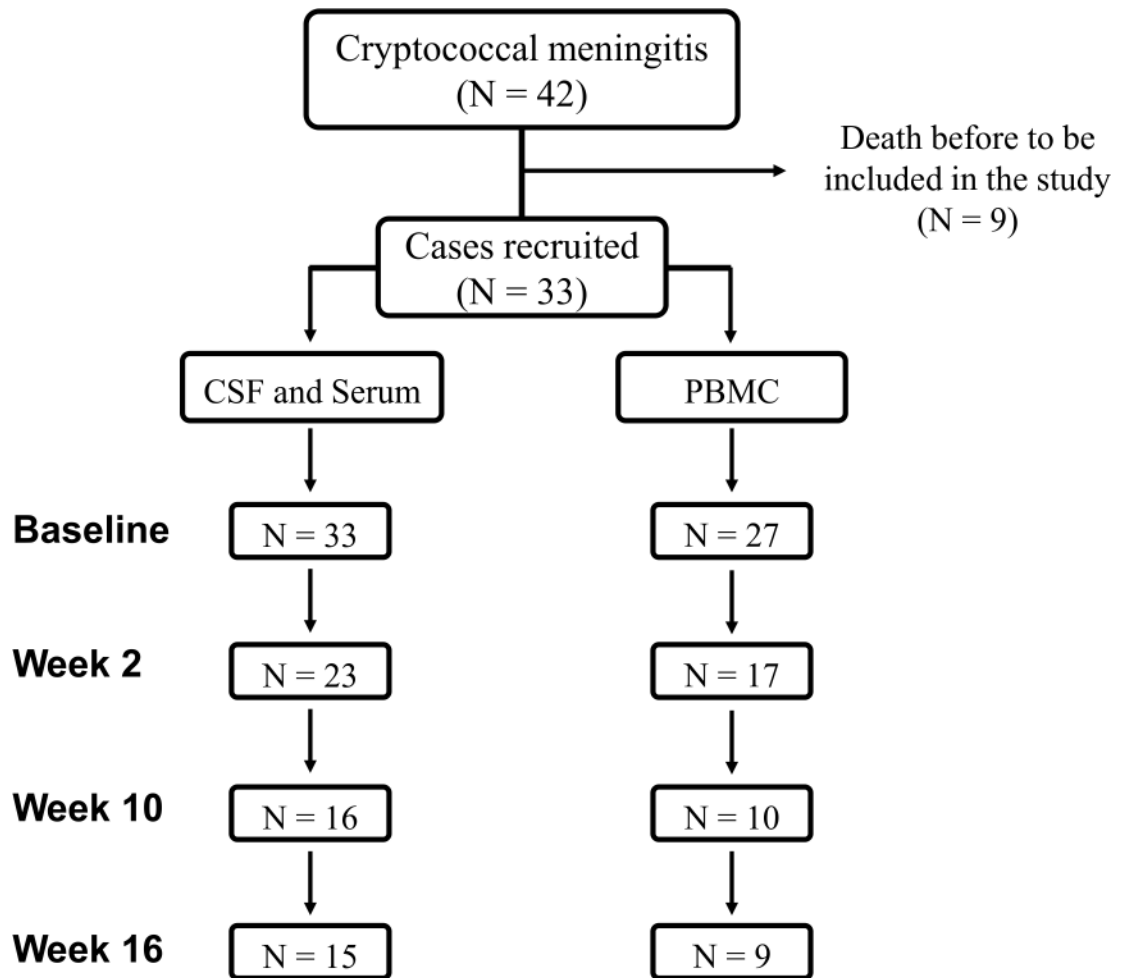 Cryptococcal meningitis
(N = 42)
Death before to be
included in the study
(N = 9)
Cases recruited
(N = 33)
CSF and Serum
PBMC
Baseline
N = 33
N = 27
Week 2
N = 23
N = 17
Week 10
N = 16
N = 10
Week 16
N = 15
N = 9